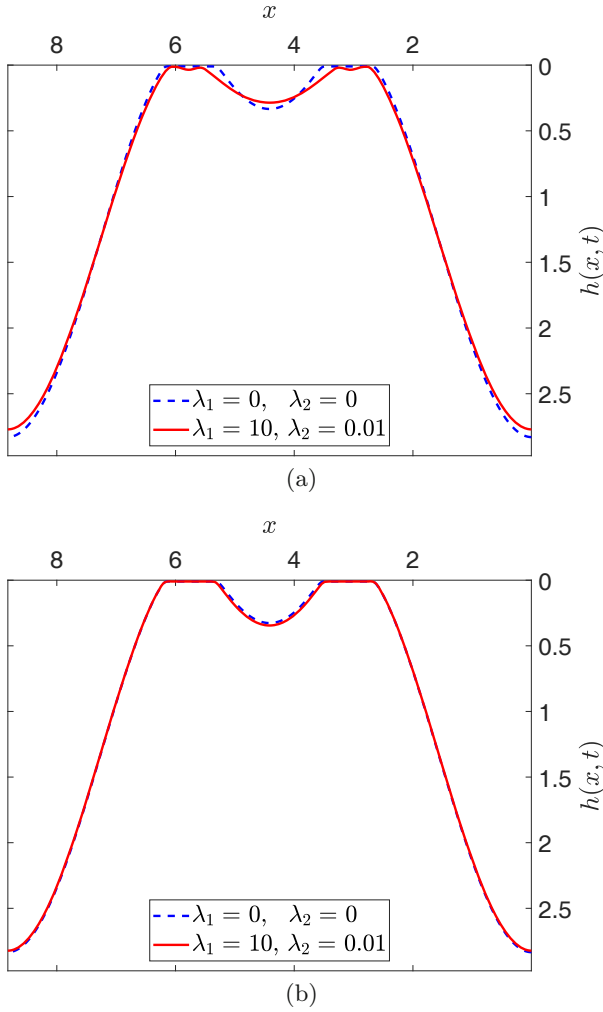 x
8 6 4 2
0
0.5
1
1.5
2
2.5
h(x, t)
λ₁ = 0, λ₂ = 0
λ₁ = 10, λ₂ = 0.01
(a)
x
8 6 4 2
0
0.5
1
1.5
2
2.5
h(x, t)
λ₁ = 0, λ₂ = 0
λ₁ = 10, λ₂ = 0.01
(b)